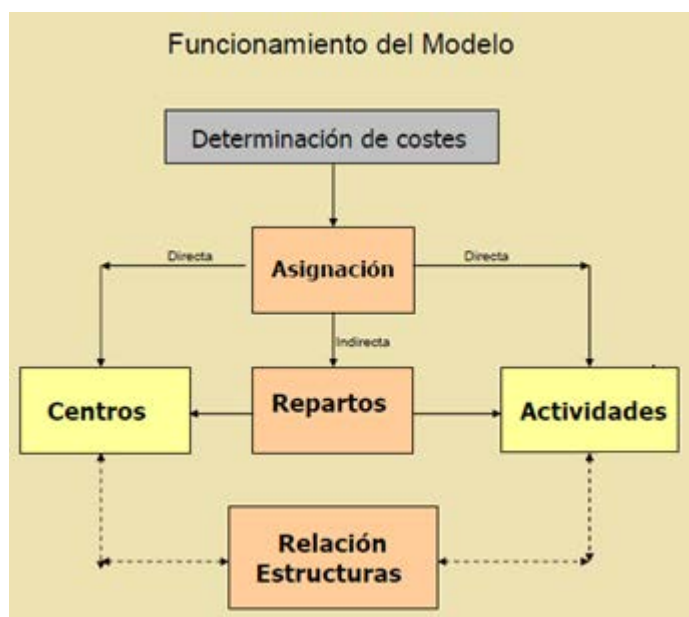 Funcionamiento del Modelo
Determinación de costes
Directa
Asignación
Directa
Indirecta
Centros
Repartos
Actividades
Relación
Estructuras